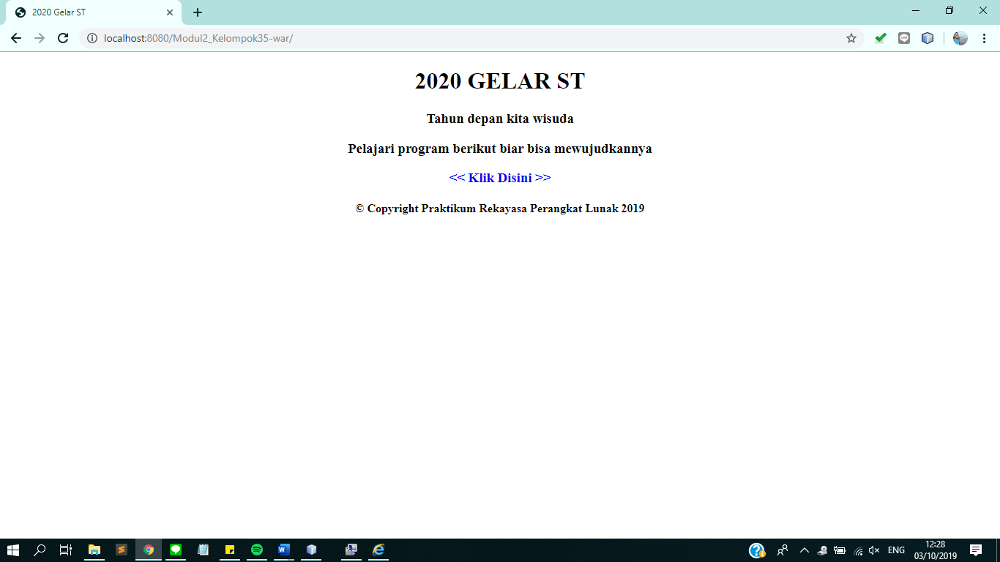 2020 Gelar ST
localhost:8080/Modul2_Kelompok35-war/
2020 GELAR ST
Tahun depan kita wisuda
Pelajari program berikut biar bisa mewujudkannya
<< Klik Disini >>
© Copyright Praktikum Rekayasa Perangkat Lunak 2019
ENG
12:28
03/10/2019